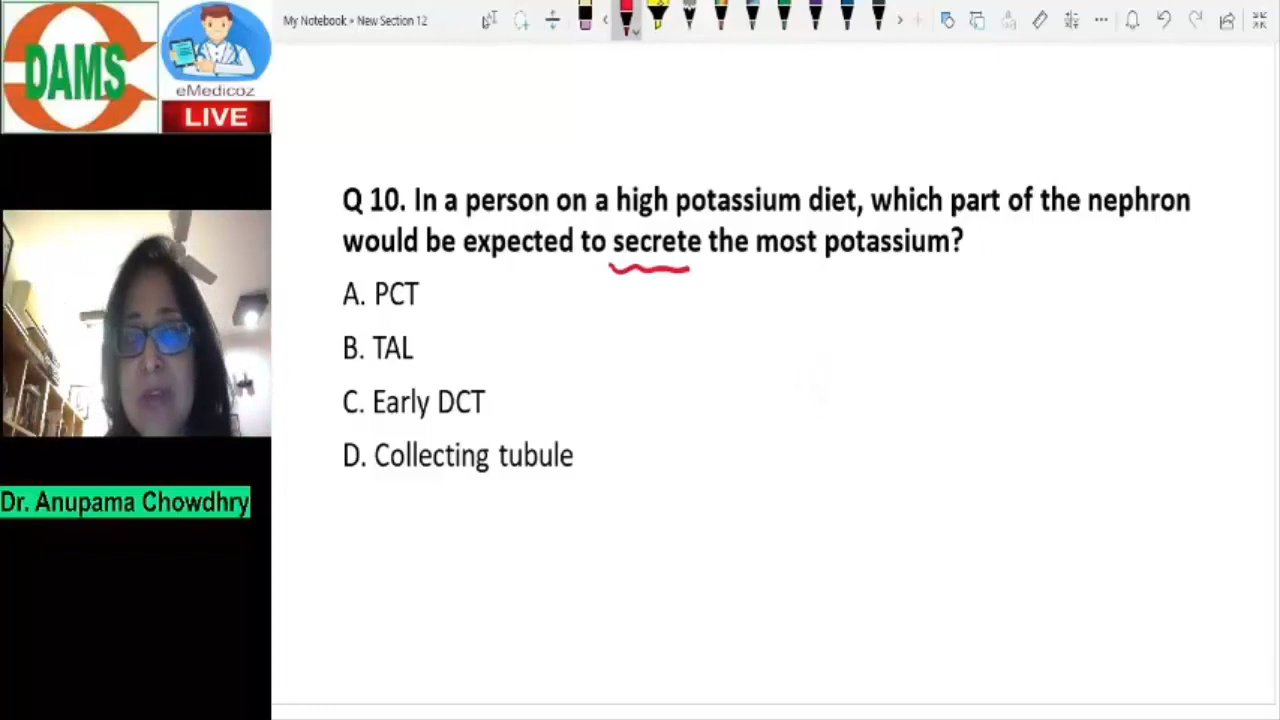 DAMS
eMedicoz
LIVE
My Notebook » New Section 12
Q 10. In a person on a high potassium diet, which part of the nephron
would be expected to secrete the most potassium?
A. PCT
B. TAL
C. Early DCT
D. Collecting tubule
Dr. Anupama Chowdhry